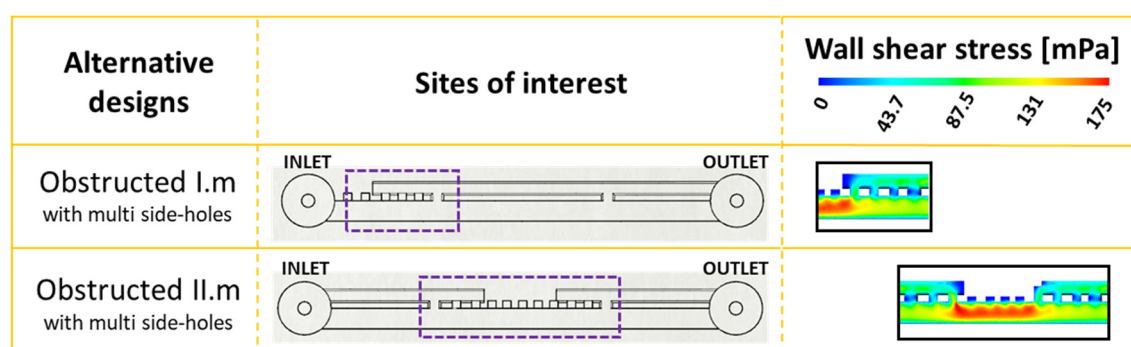 Alternative
designs
Sites of interest
Wall shear stress [mPa]
0
43.7
87.5
131
175
Obstructed I.m
with multi side-holes
INLET
OUTLET
Obstructed II.m
with multi side-holes
INLET
OUTLET